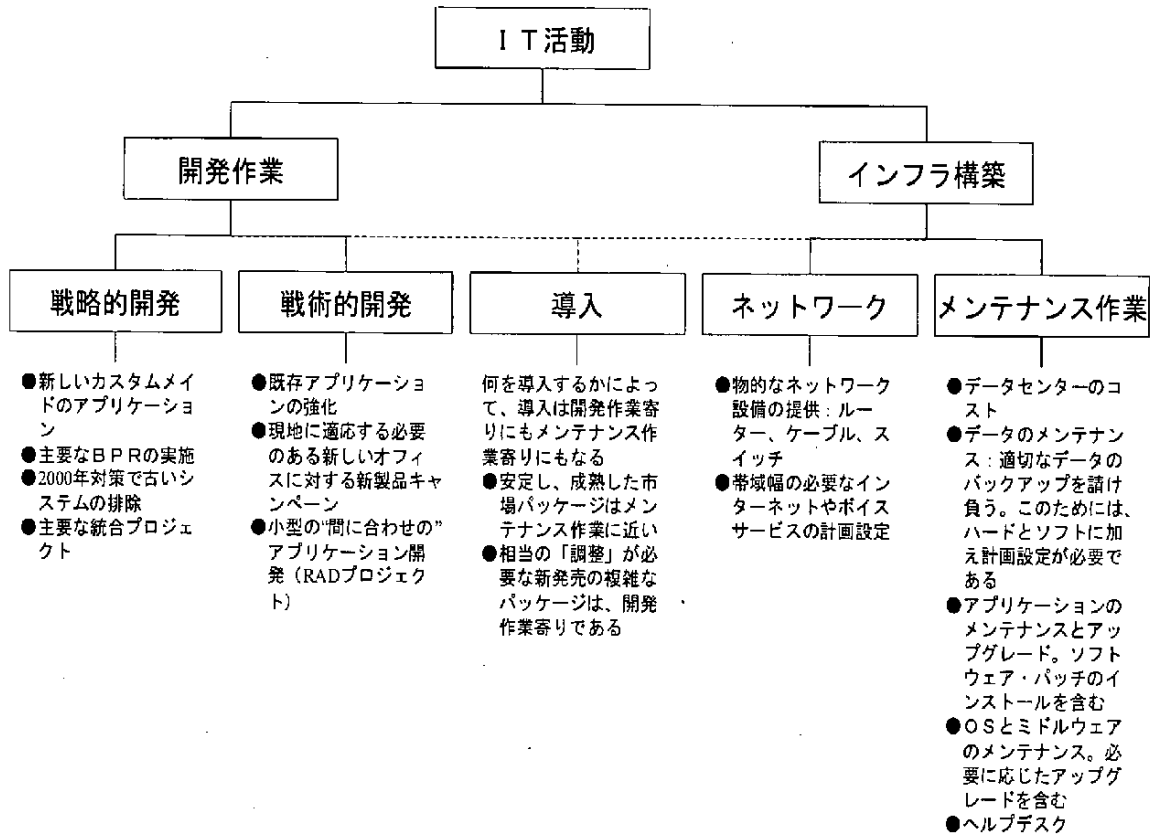 ＩＴ活動
開発作業
インフラ構築
戦略的開発
戦術的開発
導入
ネットワーク
メンテナンス作業
●新しいカスタムメイ
ドのアプリケーショ
ン
●主要なＢＰＲの実施
●2000年対策で古いシ
ステムの排除
●主要な統合プロジェ
クト
●既存アプリケーショ
ンの強化
●現地に適応する必要
のある新しいオフィ
スに対する新製品キャ
ンペーン
●小型の“間に合わせの”
アプリケーション開
発（RADプロジェク
ト）
何を導入するかによっ
て、導入は開発作業寄
りにもメンテナンス作
業寄りにもなる
●安定し、成熟した市
場パッケージはメン
テナンス作業に近い
●相当の「調整」が必
要な新発売の複雑な
パッケージは、開発
作業寄りである
●物的なネットワーク
設備の提供：ルー
ター、ケーブル、ス
イッチ
●帯域幅の必要なイン
ターネットやボイス
サービスの計画設定
●データセンターのコ
スト
●データのメンテナン
ス：適切なデータの
バックアップを請け
負う。このためには、
ハードとソフトに加
え計画設定が必要で
ある
●アプリケーションの
メンテナンスとアッ
プグレード。ソフト
ウェア・パッチのイ
ンストールを含む
●ＯＳとミドルウェア
のメンテナンス。必
要に応じたアップグ
レードを含む
●ヘルプデスク